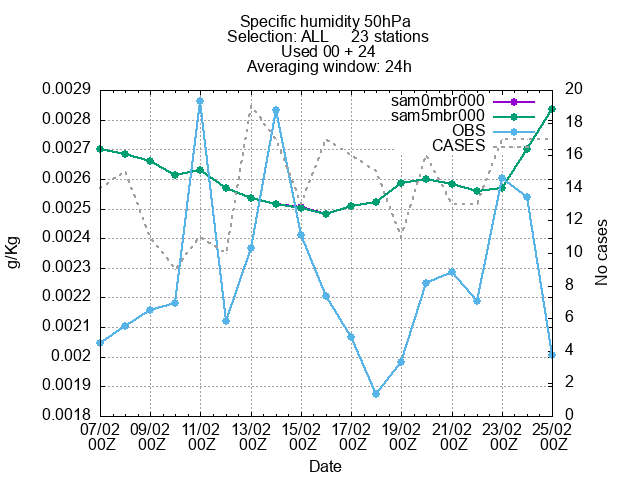 Specific humidity 50hPa
Selection: ALL 23 stations
Used 00 + 24
Averaging window: 24h
sam0mbr000
sam5mbr000
OBS
CASES
0.0029
0.0028
0.0027
0.0026
0.0025
0.0024
0.0023
0.0022
0.0021
0.002
0.0019
0.0018
g/Kg
20
18
16
14
12
10
8
6
4
2
0
No cases
07/02 09/02 11/02 13/02 15/02 17/02 19/02 21/02 23/02 25/02
00Z 00Z 00Z 00Z 00Z 00Z 00Z 00Z 00Z 00Z
Date